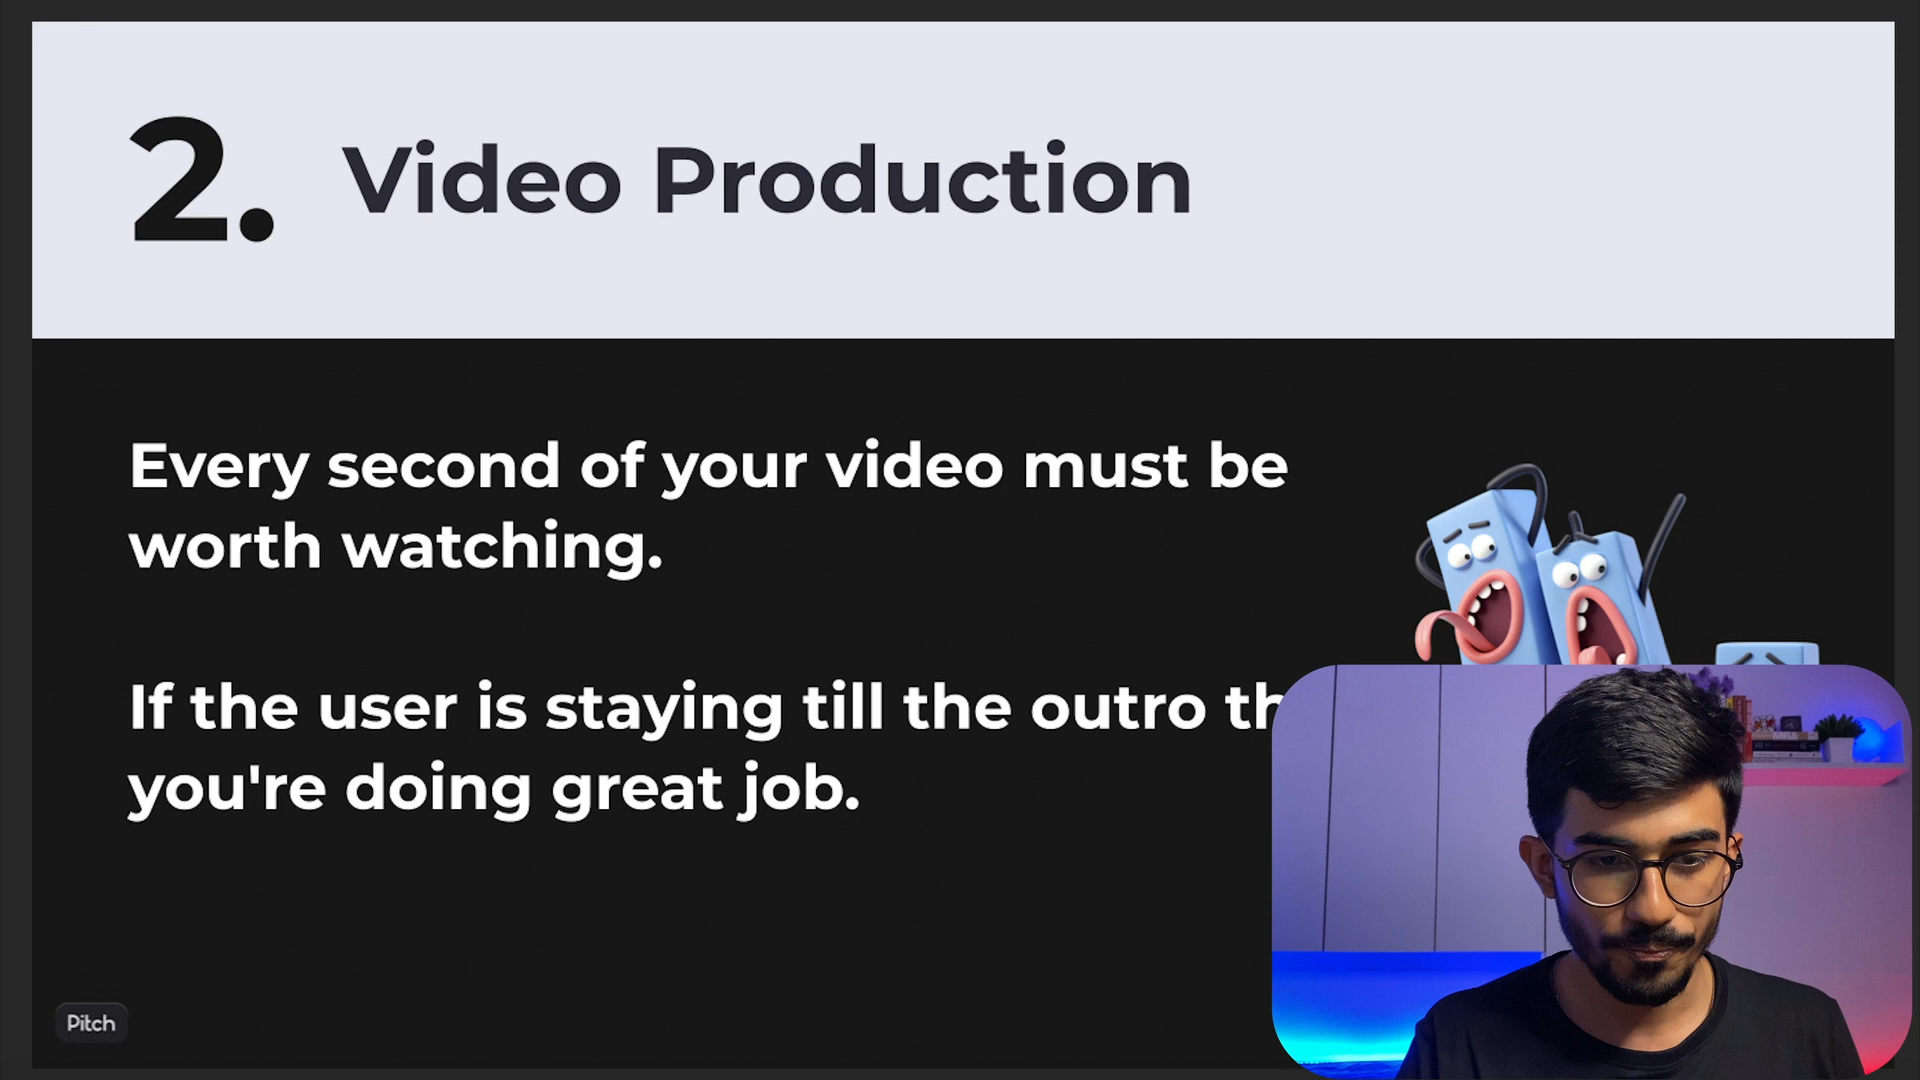 2. Video Production
Every second of your video must be
worth watching.
If the user is staying till the outro
you're doing great job.
Pitch